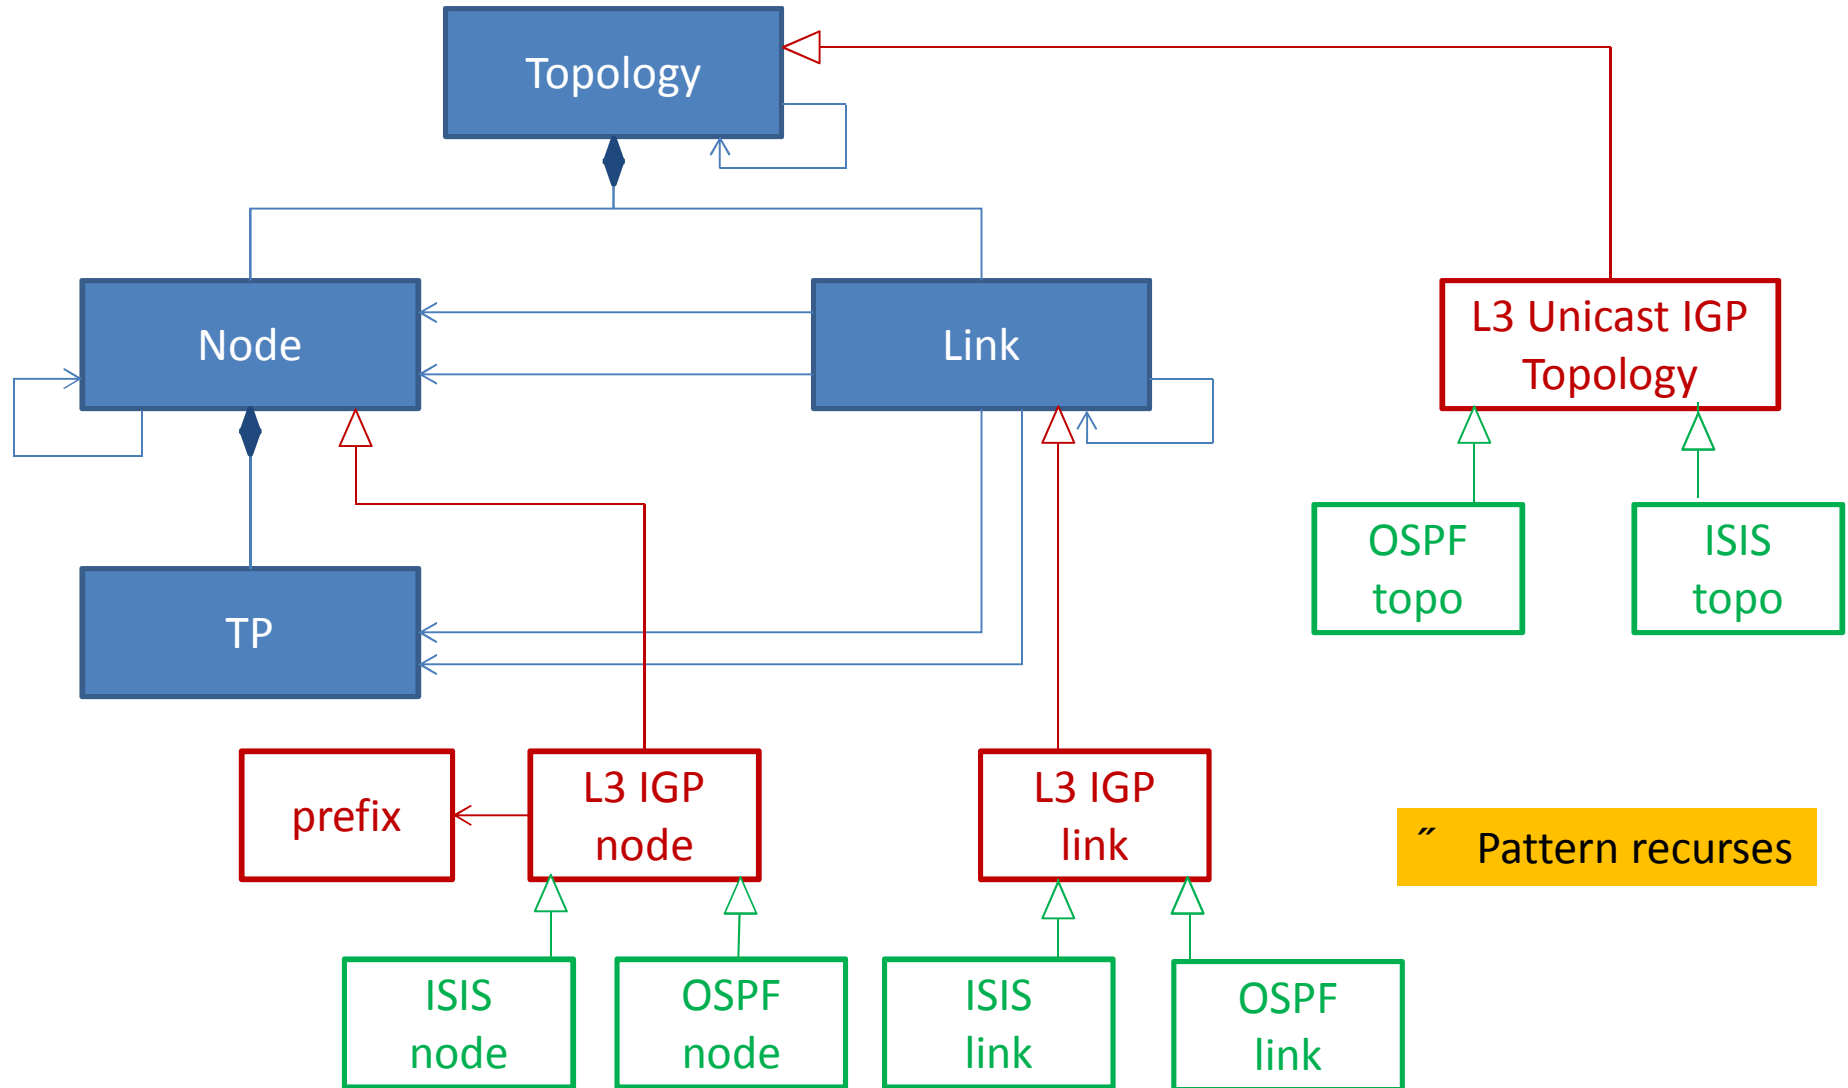 Topology
Node
Link
L3 Unicast IGP
Topology
OSPF
topo
ISIS
topo
TP
prefix
L3 IGP
node
L3 IGP
link
˝ Pattern recurses
ISIS
node
OSPF
node
ISIS
link
OSPF
link